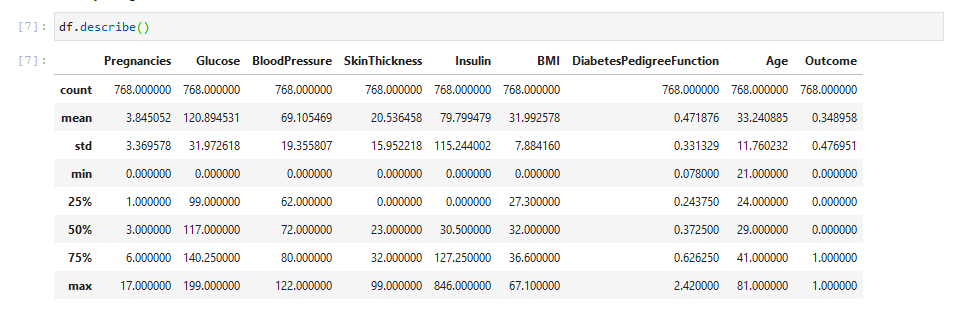 [7]: df.describe()
[7]: Pregnancies Glucose BloodPressure SkinThickness Insulin BMI DiabetesPedigreeFunction Age Outcome
count 768.000000 768.000000 768.000000 768.000000 768.000000 768.000000 768.000000 768.000000 768.000000
mean 3.845052 120.894531 69.105469 20.536458 79.799479 31.992578 0.471876 33.240885 0.348958
std 3.369578 31.972618 19.355807 15.952218 115.244002 7.884160 0.331329 11.760232 0.476951
min 0.000000 0.000000 0.000000 0.000000 0.000000 0.000000 0.078000 21.000000 0.000000
25% 1.000000 99.000000 62.000000 0.000000 0.000000 27.300000 0.243750 24.000000 0.000000
50% 3.000000 117.000000 72.000000 23.000000 30.500000 32.000000 0.372500 29.000000 0.000000
75% 6.000000 140.250000 80.000000 32.000000 127.250000 36.600000 0.626250 41.000000 1.000000
max 17.000000 199.000000 122.000000 99.000000 846.000000 67.100000 2.420000 81.000000 1.000000